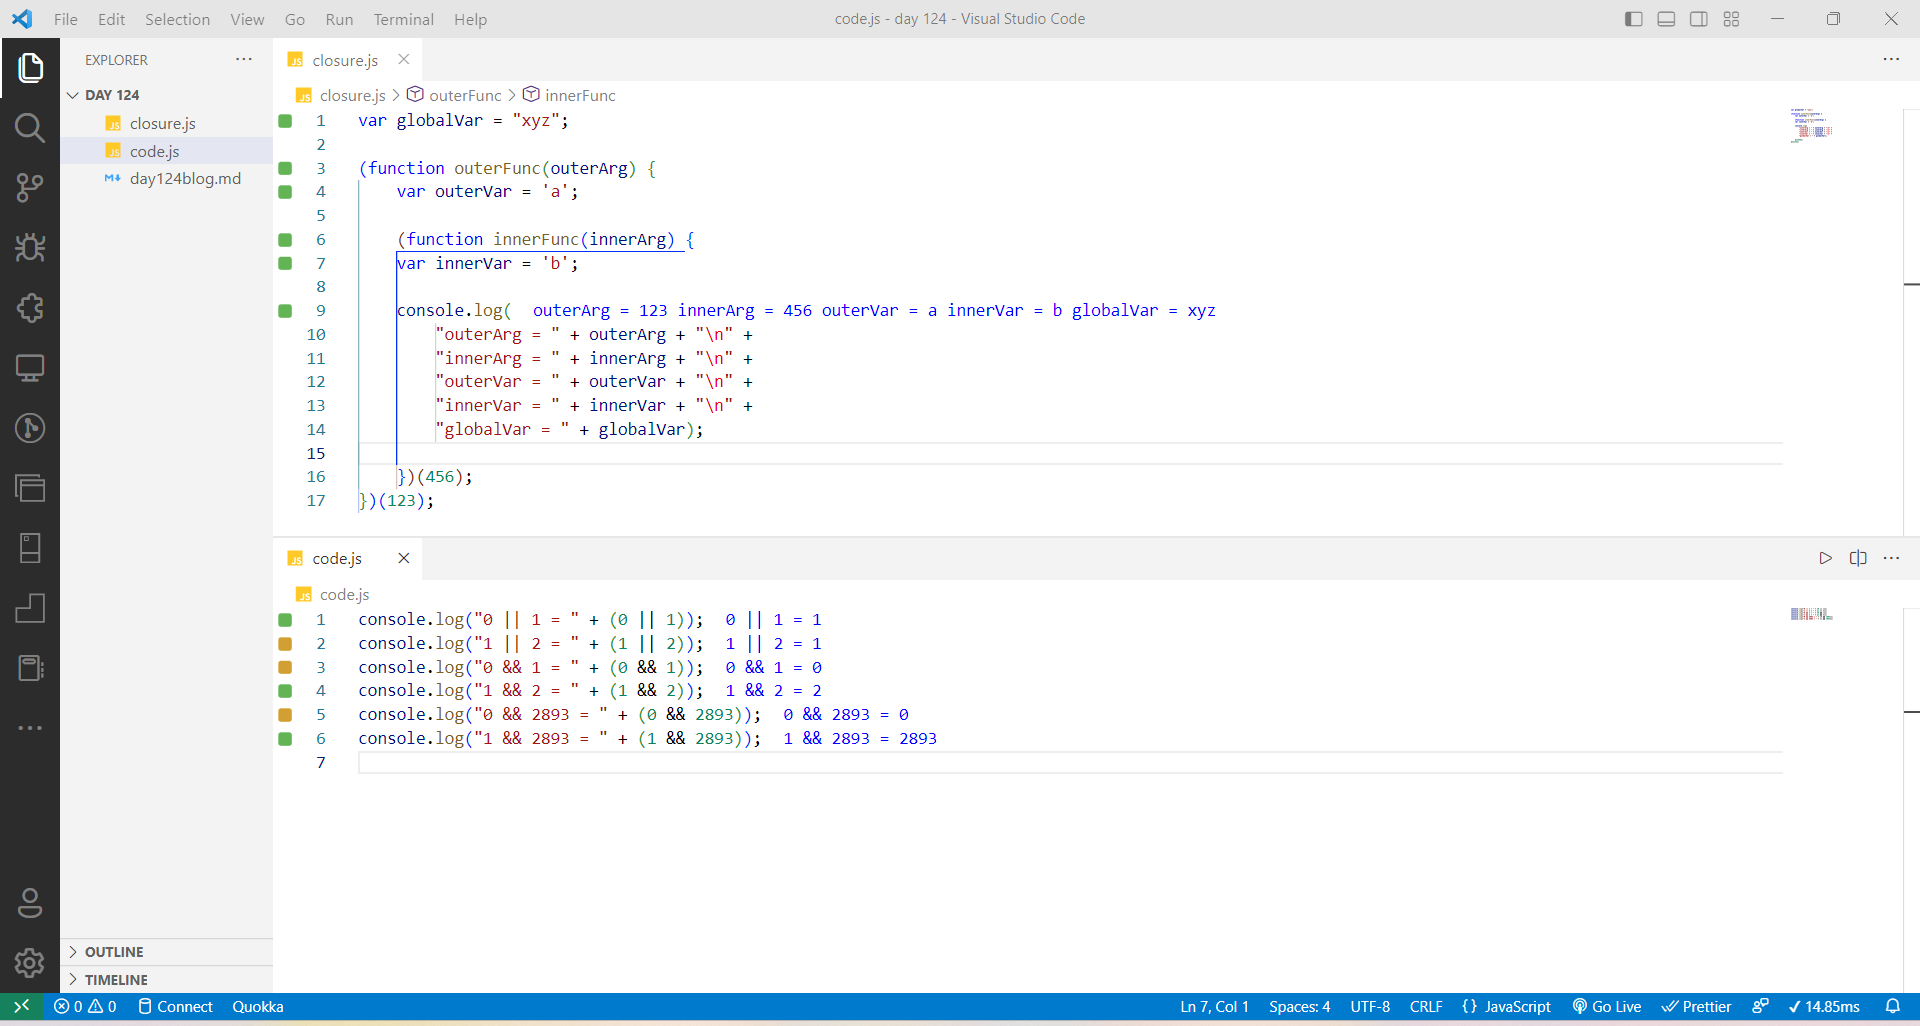 File Edit Selection View Go Run Terminal Help code.js - day 124 - Visual Studio Code
EXPLORER
DAY 124
closure.js
code.js
day124blog.md
OUTLINE
TIMELINE
closure.js
closure.js > outerFunc > innerFunc
1 var globalVar = "xyz";
2
3 (function outerFunc(outerArg) {
4 var outerVar = 'a';
5
6 (function innerFunc(innerArg) {
7 var innerVar = 'b';
8
9 console.log( outerArg = 123 innerArg = 456 outerVar = a innerVar = b globalVar = xyz
10 "outerArg = " + outerArg + "\n" +
11 "innerArg = " + innerArg + "\n" +
12 "outerVar = " + outerVar + "\n" +
13 "innerVar = " + innerVar + "\n" +
14 "globalVar = " + globalVar);
15
16 })(456);
17 })(123);
code.js
code.js
1 console.log("0 || 1 = " + (0 || 1)); 0 || 1 = 1
2 console.log("1 || 2 = " + (1 || 2)); 1 || 2 = 1
3 console.log("0 && 1 = " + (0 && 1)); 0 && 1 = 0
4 console.log("1 && 2 = " + (1 && 2)); 1 && 2 = 2
5 console.log("0 && 2893 = " + (0 && 2893)); 0 && 2893 = 0
6 console.log("1 && 2893 = " + (1 && 2893)); 1 && 2893 = 2893
7
0 0 Connect Quokka Ln 7, Col 1 Spaces: 4 UTF-8 CRLF {} JavaScript Go Live Prettier ✓ 14.85ms